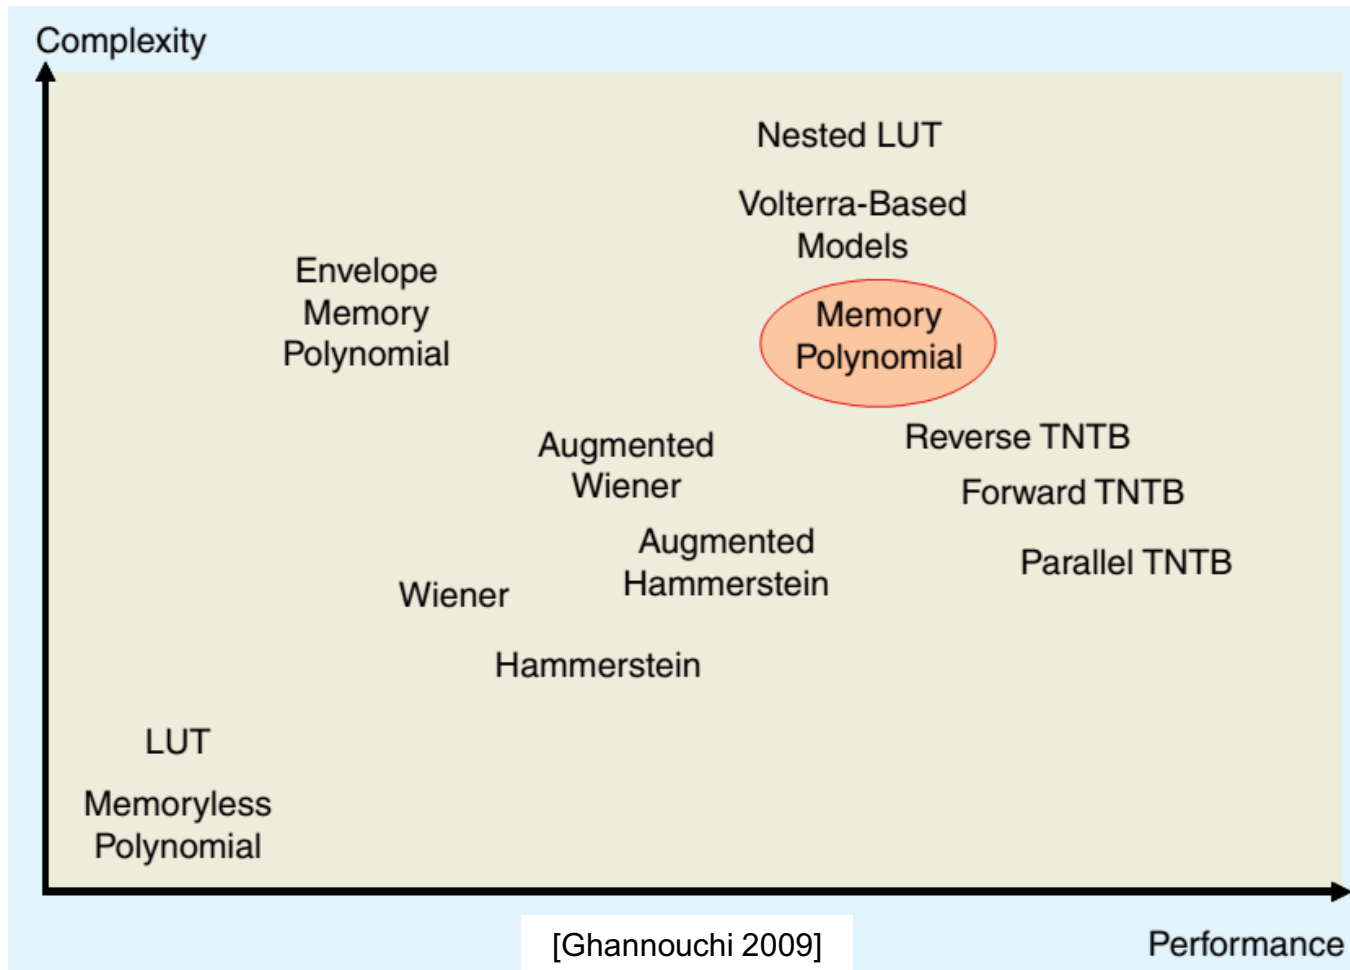 Complexity
Nested LUT
Volterra-Based
Models
Envelope
Memory
Polynomial
Memory
Polynomial
Augmented
Wiener
Reverse TNTB
Forward TNTB
Augmented
Hammerstein
Parallel TNTB
Wiener
Hammerstein
LUT
Memoryless
Polynomial
[Ghannouchi 2009]
Performance